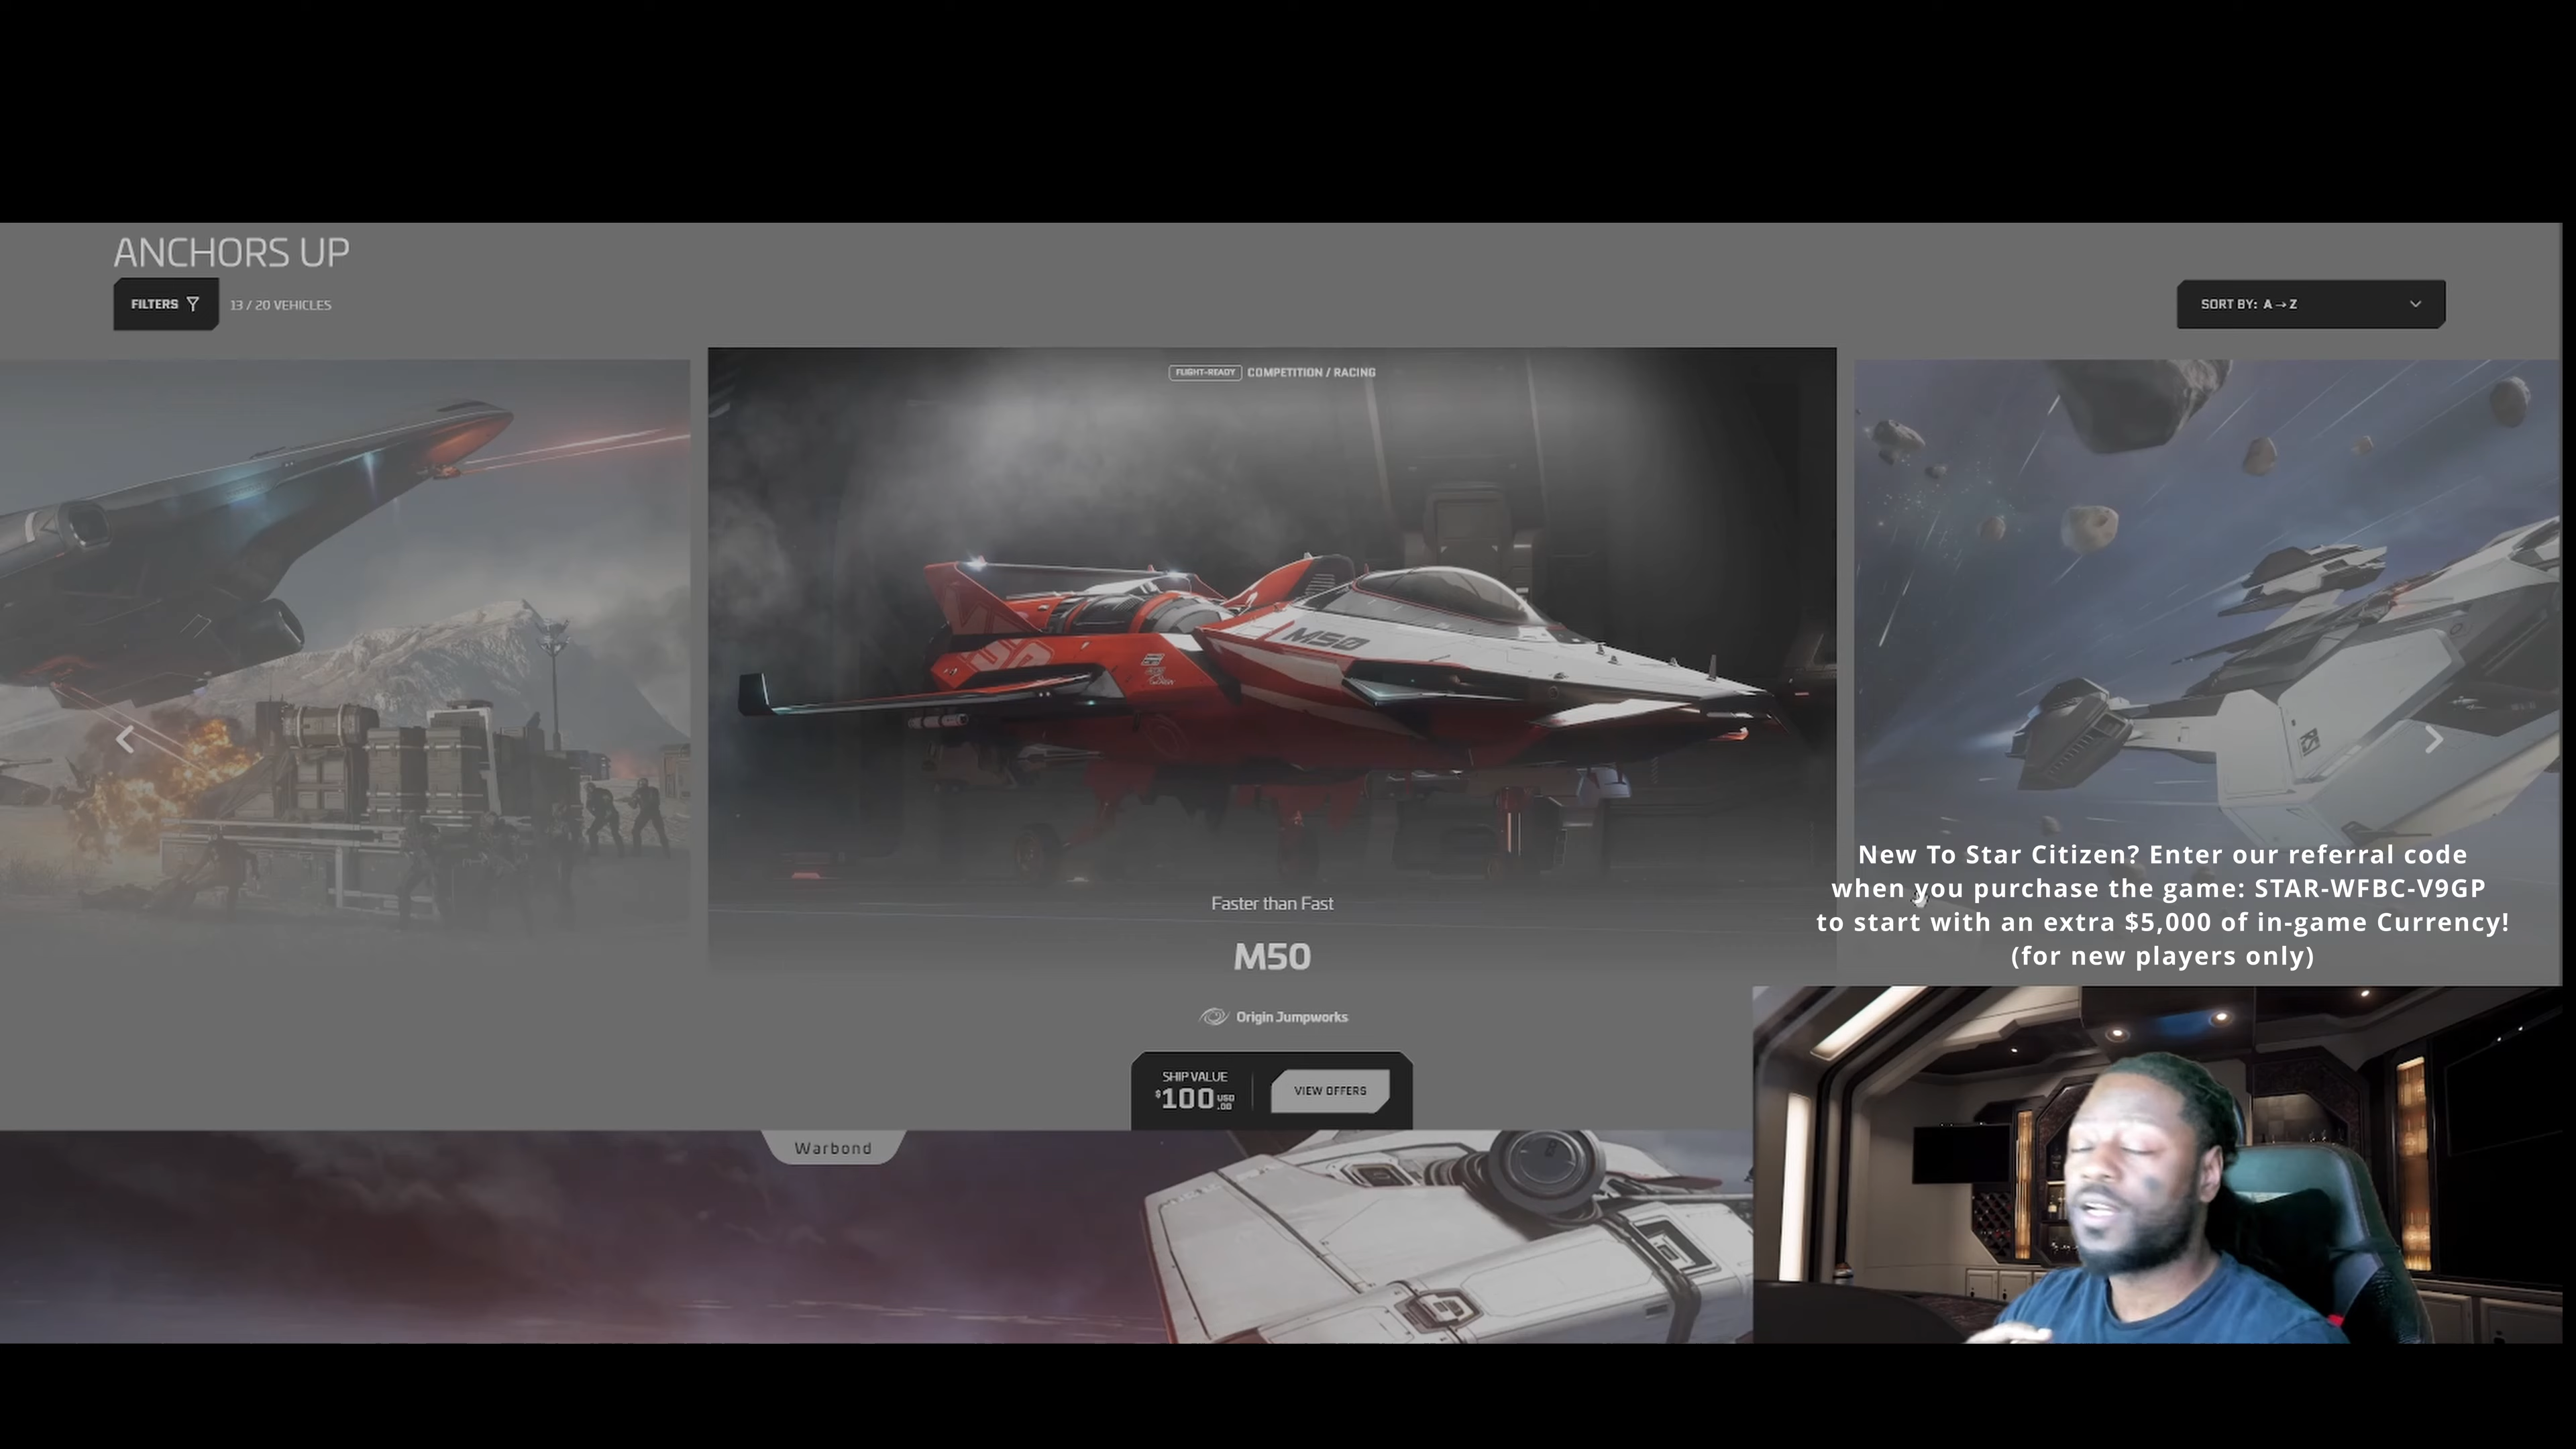 ANCHORS UP
FILTERS
13 / 20 VEHICLES
SORT BY: A → Z
FLIGHT-READY COMPETITION / RACING
M50
M50
Faster than Fast
M50
Origin Jumpworks
SHIP VALUE
$100 USD .00
VIEW OFFERS
New To Star Citizen? Enter our referral code
when you purchase the game: STAR-WFBC-V9GP
to start with an extra $5,000 of in-game Currency!
(for new players only)
Warbond